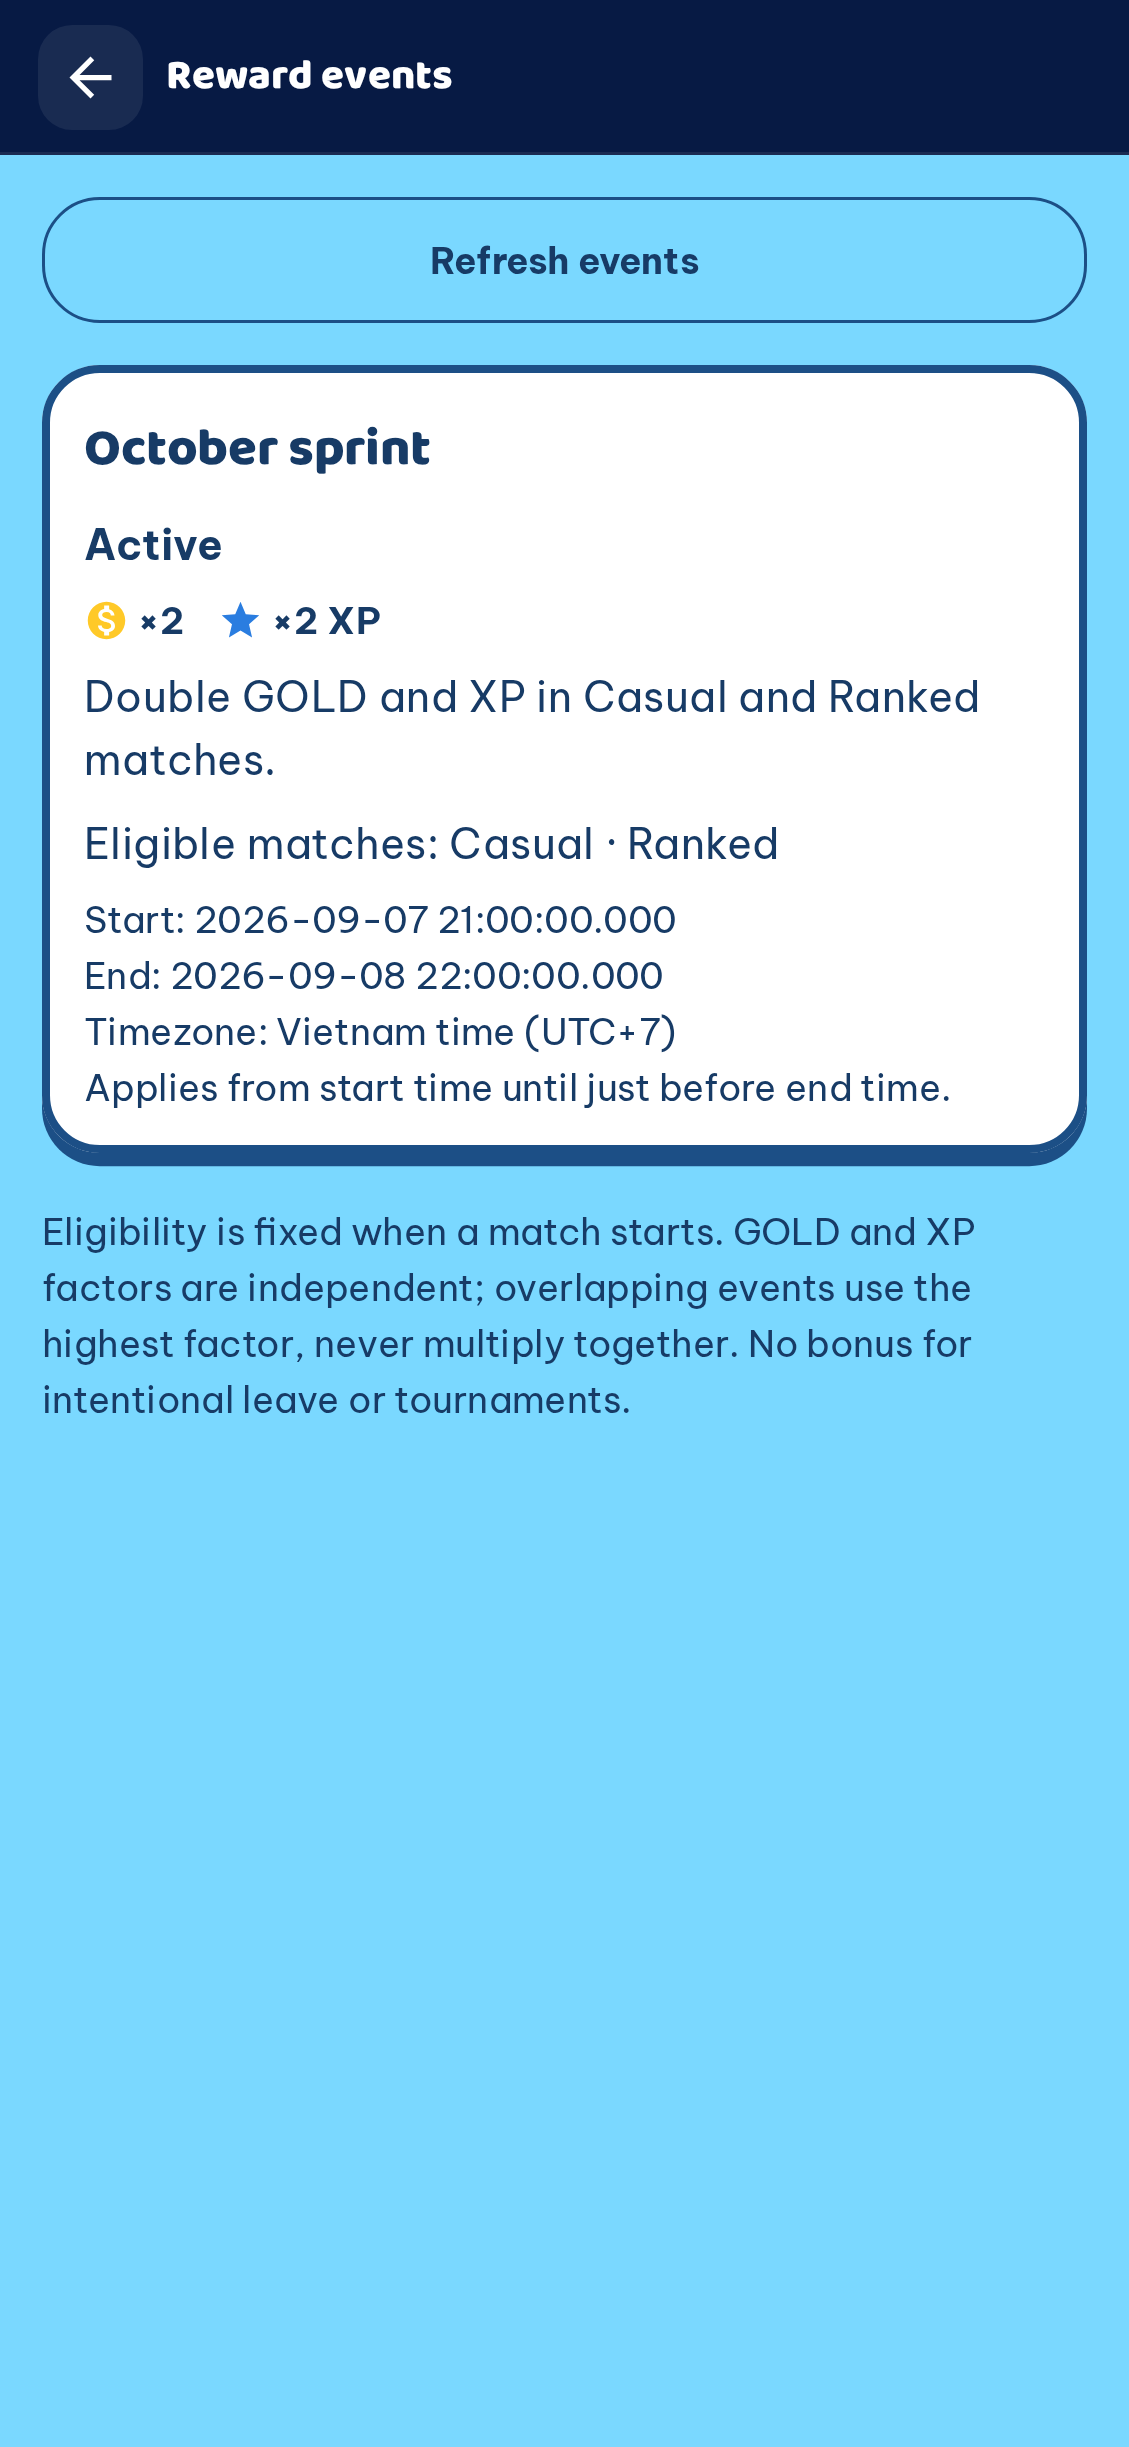 Reward events
Refresh events
October sprint
Active
×2 ×2 XP
Double GOLD and XP in Casual and Ranked
matches.
Eligible matches: Casual · Ranked
Start: 2026-09-07 21:00:00.000
End: 2026-09-08 22:00:00.000
Timezone: Vietnam time (UTC+7)
Applies from start time until just before end time.
Eligibility is fixed when a match starts. GOLD and XP
factors are independent; overlapping events use the
highest factor, never multiply together. No bonus for
intentional leave or tournaments.